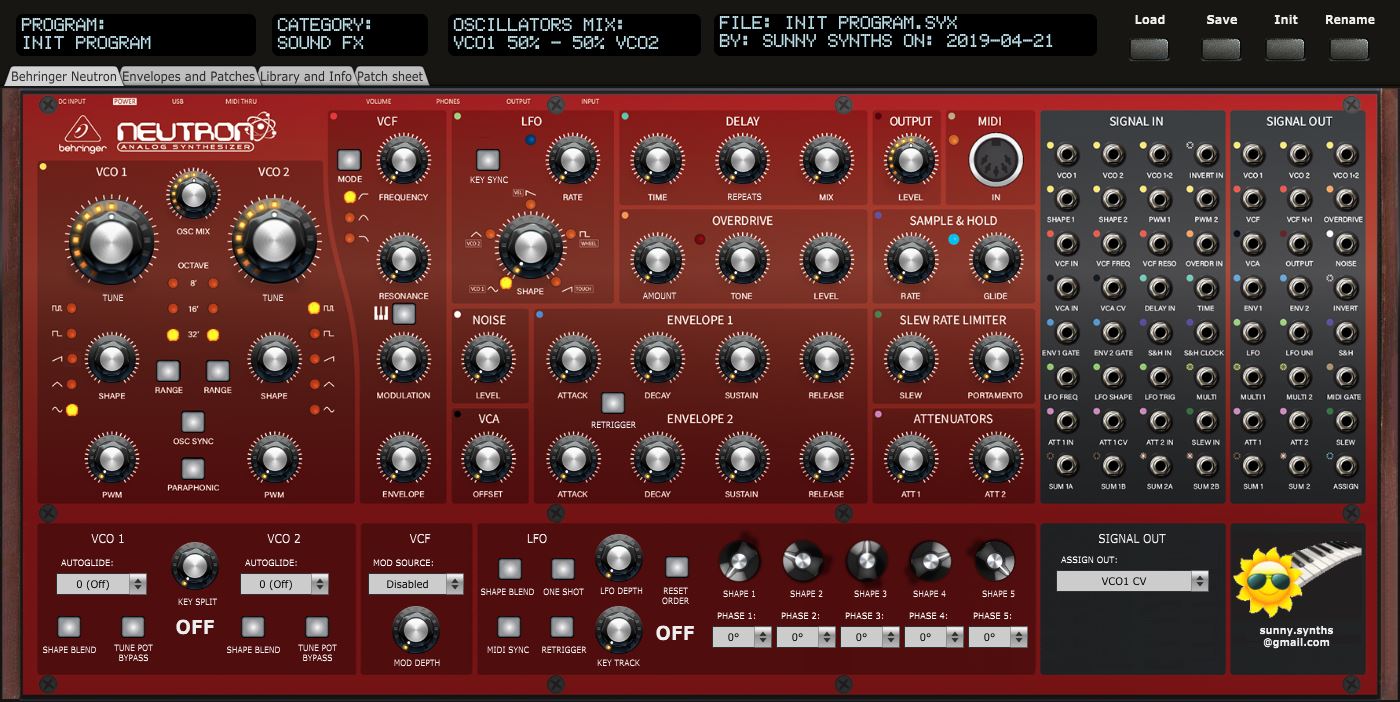 PROGRAM:
INIT PROGRAM
CATEGORY:
SOUND FX
OSCILLATORS MIX:
VCO1 50% - 50% VCO2
FILE: INIT PROGRAM.SYX
BY: SUNNY SYNTHS ON: 2019-04-21
Load Save Init Rename
Behringer Neutron Envelopes and Patches Library and Info Patch sheet
DC INPUT POWER USB MIDI THRU VOLUME PHONES OUTPUT INPUT
behringer
NEUTRON
ANALOG SYNTHESIZER
VCO 1
VCO 2
OSC MIX
TUNE
TUNE
OCTAVE
8'
16'
32'
SHAPE
RANGE
RANGE
SHAPE
OSC SYNC
PARAPHONIC
PWM
PWM
VCF
MODE
FREQUENCY
RESONANCE
MODULATION
ENVELOPE
LFO
KEY SYNC
RATE
VEL
VCO 2
WHEEL
VCO 1
SHAPE
TOUCH
NOISE
LEVEL
VCA
OFFSET
DELAY
TIME REPEATS MIX
OVERDRIVE
AMOUNT TONE LEVEL
ENVELOPE 1
ATTACK DECAY SUSTAIN RELEASE
RETRIGGER
ENVELOPE 2
ATTACK DECAY SUSTAIN RELEASE
OUTPUT
LEVEL
MIDI
IN
SAMPLE & HOLD
RATE GLIDE
SLEW RATE LIMITER
SLEW PORTAMENTO
ATTENUATORS
ATT 1 ATT 2
SIGNAL IN
VCO 1 VCO 2 VCO 1+2 INVERT IN
SHAPE 1 SHAPE 2 PWM 1 PWM 2
VCF IN VCF FREQ VCF RESO OVERDR IN
VCA IN VCA CV DELAY IN TIME
ENV 1 GATE ENV 2 GATE S&H IN S&H CLOCK
LFO FREQ LFO SHAPE LFO TRIG MULTI
ATT 1 IN ATT 1 CV ATT 2 IN SLEW IN
SUM 1A SUM 1B SUM 2A SUM 2B
SIGNAL OUT
VCO 1 VCO 2 VCO 1+2
VCF VCF N+1 OVERDRIVE
VCA OUTPUT NOISE
ENV 1 ENV 2 INVERT
LFO LFO UNI S&H
MULTI 1 MULTI 2 MIDI GATE
ATT 1 ATT 2 SLEW
SUM 1 SUM 2 ASSIGN
VCO 1
AUTOGLIDE:
0 (Off)
SHAPE BLEND
TUNE POT
BYPASS
KEY SPLIT
OFF
VCO 2
AUTOGLIDE:
0 (Off)
SHAPE BLEND
TUNE POT
BYPASS
VCF
MOD SOURCE:
Disabled
MOD DEPTH
LFO
SHAPE BLEND ONE SHOT LFO DEPTH
RESET
ORDER
MIDI SYNC RETRIGGER KEY TRACK
OFF
SHAPE 1 SHAPE 2 SHAPE 3 SHAPE 4 SHAPE 5
PHASE 1: PHASE 2: PHASE 3: PHASE 4: PHASE 5:
0° 0° 0° 0° 0°
SIGNAL OUT
ASSIGN OUT:
VCO1 CV
sunny.synths
@gmail.com